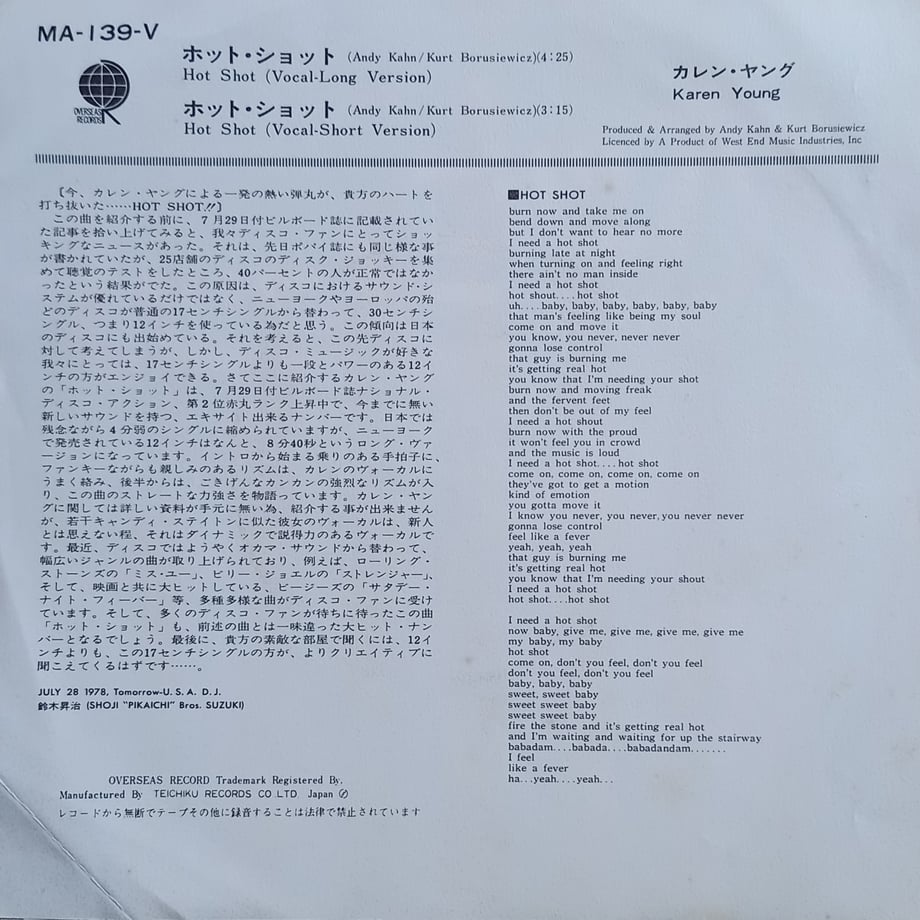 MA-139-V
OVERSEAS
RECORDS
ホット・ショット (Andy Kahn/Kurt Borusiewicz)(4:25)
Hot Shot (Vocal-Long Version)
ホット・ショット (Andy Kahn/Kurt Borusiewicz)(3:15)
Hot Shot (Vocal-Short Version)
カレン・ヤング
Karen Young
Produced & Arranged by Andy Kahn & Kurt Borusiewicz
Licenced by A Product of West End Music Industries, Inc
〔今、カレン・ヤングによる一発の熱い弾丸が、貴方のハートを
打ち抜いた……HOT SHOT!!〕
この曲を紹介する前に、7月29日付ビルボード誌に記載されてい
た記事を拾い上げてみると、我々ディスコ・ファンにとってショッ
キングなニュースがあった。それは、先日ポパイ誌にも同じ様な事
が書かれていたが、25店舗のディスコのディスク・ジョッキーを集
めて聴覚のテストをしたところ、40パーセントの人が正常ではなか
ったという結果がでた。この原因は、ディスコにおけるサウンド・シ
ステムが優れているだけではなく、ニューヨークやヨーロッパの殆
どのディスコが普通の17センチシングルから替わって、30センチシ
ングル、つまり12インチを使っている為だと思う。この傾向は日本
のディスコにも出始めている。それを考えると、この先ディスコに
対して考えてしまうが、しかし、ディスコ・ミュージックが好きな
我々にとっては、17センチシングルよりも一段とパワーのある12イ
ンチの方がエンジョイできる。さてここに紹介するカレン・ヤング
の「ホット・ショット」は、7月29日付ビルボード誌ナショナル・
ディスコ・アクション、第2位赤丸ランク上昇中で、今までに無い
新しいサウンドを持つ、エキサイト出来るナンバーです。日本では
残念ながら4分弱のシングルに縮められていますが、ニューヨーク
で発売されている12インチはなんと、8分40秒というロング・ヴァ
ージョンになっています。イントロから始まる乗りのある手拍子に、
ファンキーながらも親しみのあるリズムは、カレンのヴォーカルに
うまく絡み、後半からは、ごきげんなカンカンの強烈なリズムが入
り、この曲のストレートな力強さを物語っています。カレン・ヤン
グに関しては詳しい資料が手元に無い為、紹介する事が出来ません
が、若干キャンディ・ステイトンに似た彼女のヴォーカルは、新人
とは思えない程、それはダイナミックで説得力のあるヴォーカルで
す。最近、ディスコではようやくオカマ・サウンドから替わって、
幅広いジャンルの曲が取り上げられており、例えば、ローリング・
ストーンズの「ミス・ユー」、ビリー・ジョエルの「ストレンジャー」、
そして、映画と共に大ヒットしている、ビージーズの「サタデー・
ナイト・フィーバー」等、多種多様な曲がディスコ・ファンに受け
ています。そして、多くのディスコ・ファンが待ちに待ったこの曲
「ホット・ショット」も、前述の曲とは一味違った大ヒット・ナン
バーとなるでしょう。最後に、貴方の素敵な部屋で聞くには、12イ
ンチよりも、この17センチシングルの方が、よりクリエイティブに
聞こえてくるはずです……。
JULY 28 1978, Tomorrow-U.S.A. D.J.
鈴木昇治 (SHOJI "PIKAICHI" Bros. SUZUKI)
OVERSEAS RECORD Trademark Registered By.
Manufactured By TEICHIKU RECORDS CO.LTD. Japan Ⓟ
レコードから無断でテープその他に録音することは法律で禁止されています
HOT SHOT
burn now and take me on
bend down and move along
but I don't want to hear no more
I need a hot shot
burning late at night
when turning on and feeling right
there ain't no man inside
I need a hot shot
hot shout....hot shot
uh....baby, baby, baby, baby, baby, baby
that man's feeling like being my soul
come on and move it
you know, you never, never never
gonna lose control
that guy is burning me
it's getting real hot
you know that I'm needing your shot
burn now and moving freak
and the fervent feet
then don't be out of my feel
I need a hot shout
burn now with the proud
it won't feel you in crowd
and the music is loud
I need a hot shot....hot shot
come on, come on, come on, come on
they've got to get a motion
kind of emotion
you gotta move it
I know you never, you never, you never never
gonna lose control
feel like a fever
yeah, yeah, yeah
that guy is burning me
it's getting real hot
you know that I'm needing your shout
I need a hot shot
hot shot....hot shot
I need a hot shot
now baby, give me, give me, give me, give me
my baby, my baby
hot shot
come on, don't you feel, don't you feel
don't you feel, don't you feel
baby, baby, baby
sweet, sweet baby
sweet sweet baby
sweet sweet baby
fire the stone and it's getting real hot
and I'm waiting and waiting for up the stairway
babadam....babada....babadandam.......
I feel
like a fever
ha...yeah....yeah...